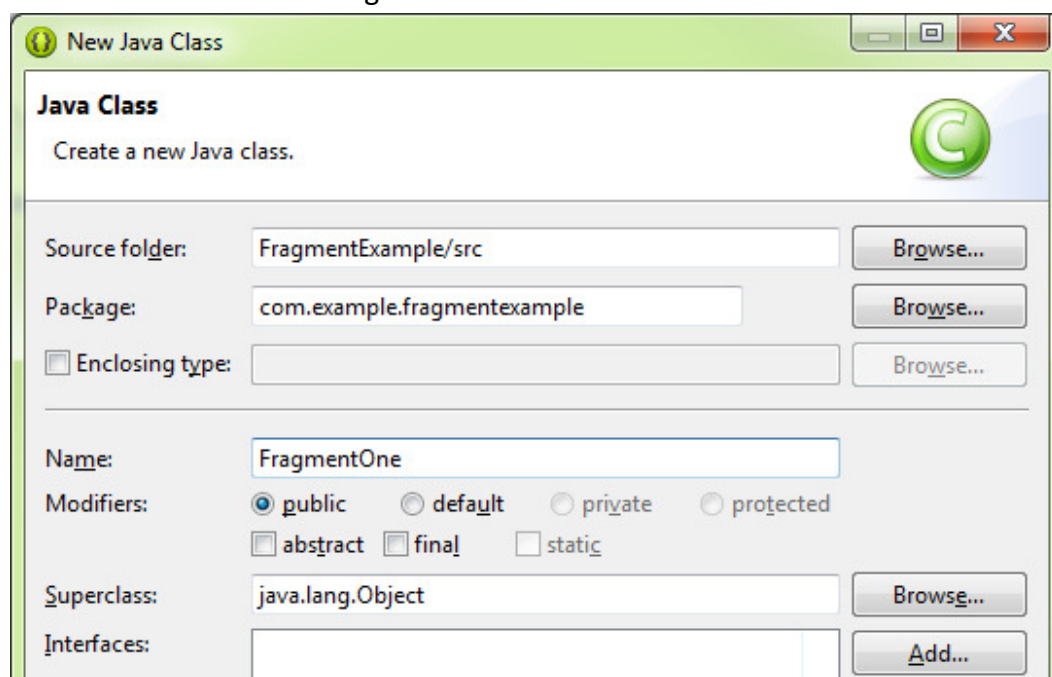 New Java Class
Java Class
Create a new Java class.
Source folder: FragmentExample/src Browse...
Package: com.example.fragmentexample Browse...
Enclosing type: Browse...
Name: FragmentOne
Modifiers: public default private protected
abstract final static
Superclass: java.lang.Object Browse...
Interfaces: Add...